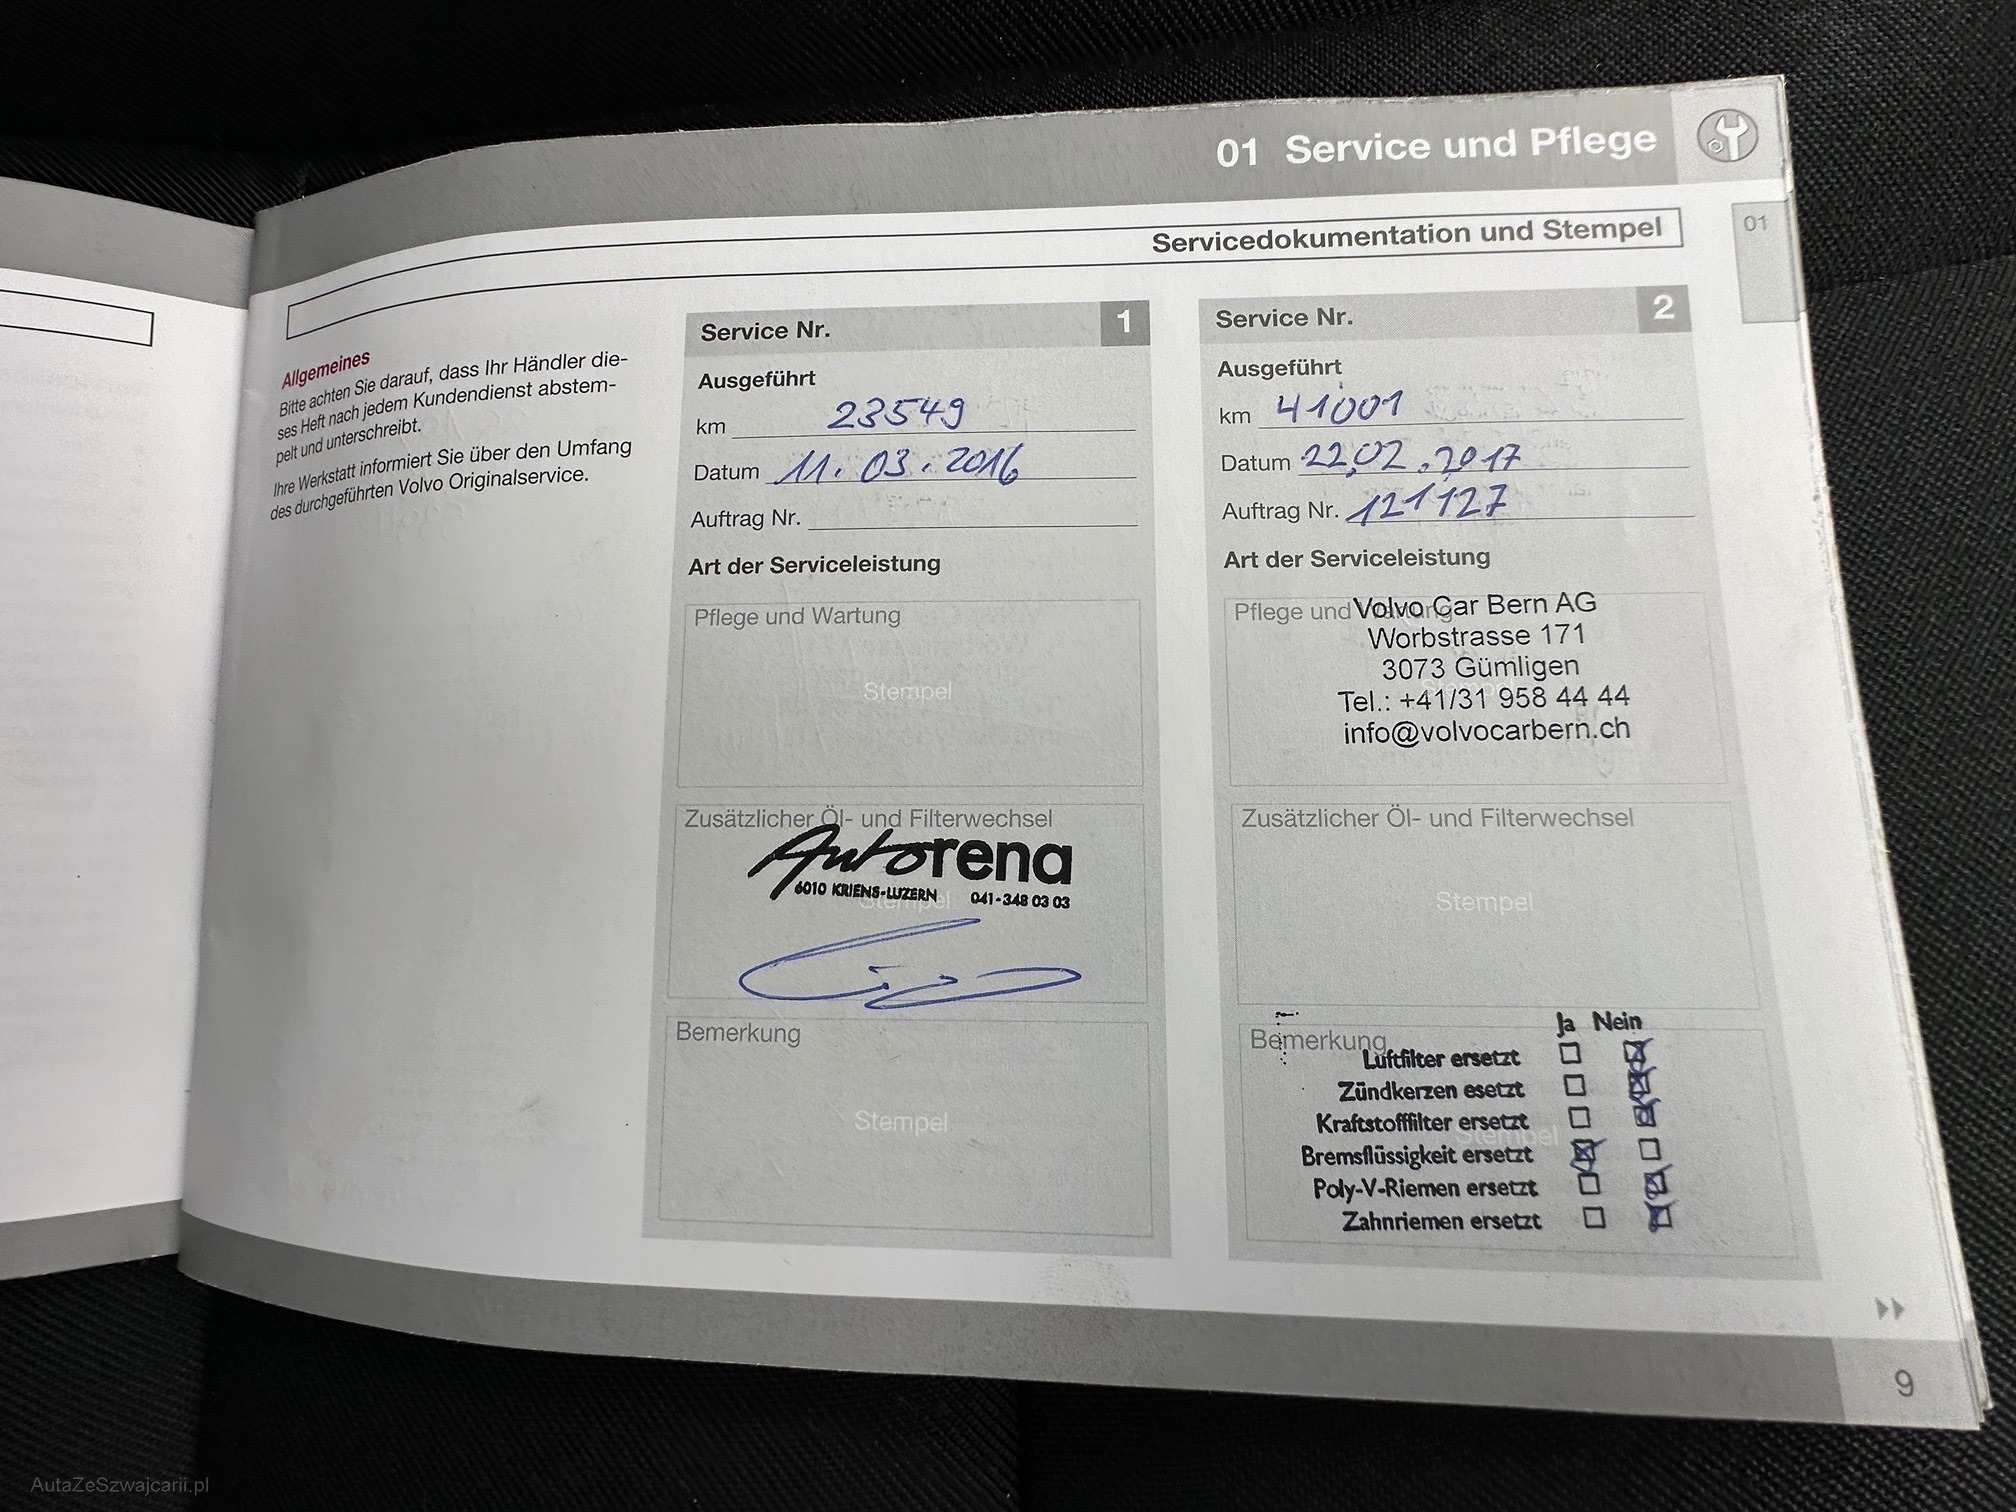 01 Service und Pflege
Servicedokumentation und Stempel
01
Allgemeines
Bitte achten Sie darauf, dass Ihr Händler die-
ses Heft nach jedem Kundendienst abstem-
pelt und unterschreibt.
Ihre Werkstatt informiert Sie über den Umfang
des durchgeführten Volvo Originalservice.
Service Nr. 1
Ausgeführt
km 23549
Datum 11.03.2016
Auftrag Nr.
Art der Serviceleistung
Pflege und Wartung
Stempel
Zusätzlicher Öl- und Filterwechsel
Autorena
6010 KRIENS-LUZERN 041-348 03 03
Stempel
Bemerkung
Stempel
Service Nr. 2
Ausgeführt
km 41001
Datum 22.02.2017
Auftrag Nr. 121127
Art der Serviceleistung
Pflege und Wartung
Volvo Car Bern AG
Worbstrasse 171
3073 Gümligen
Stempel
Tel.: +41/31 958 44 44
info@volvocarbern.ch
Zusätzlicher Öl- und Filterwechsel
Stempel
Ja Nein
Bemerkung
Luftfilter ersetzt
Zündkerzen esetzt
Kraftstofffilter ersetzt
Stempel
Bremsflüssigkeit ersetzt
Poly-V-Riemen ersetzt
Zahnriemen ersetzt
9
AutaZeSzwajcarii.pl